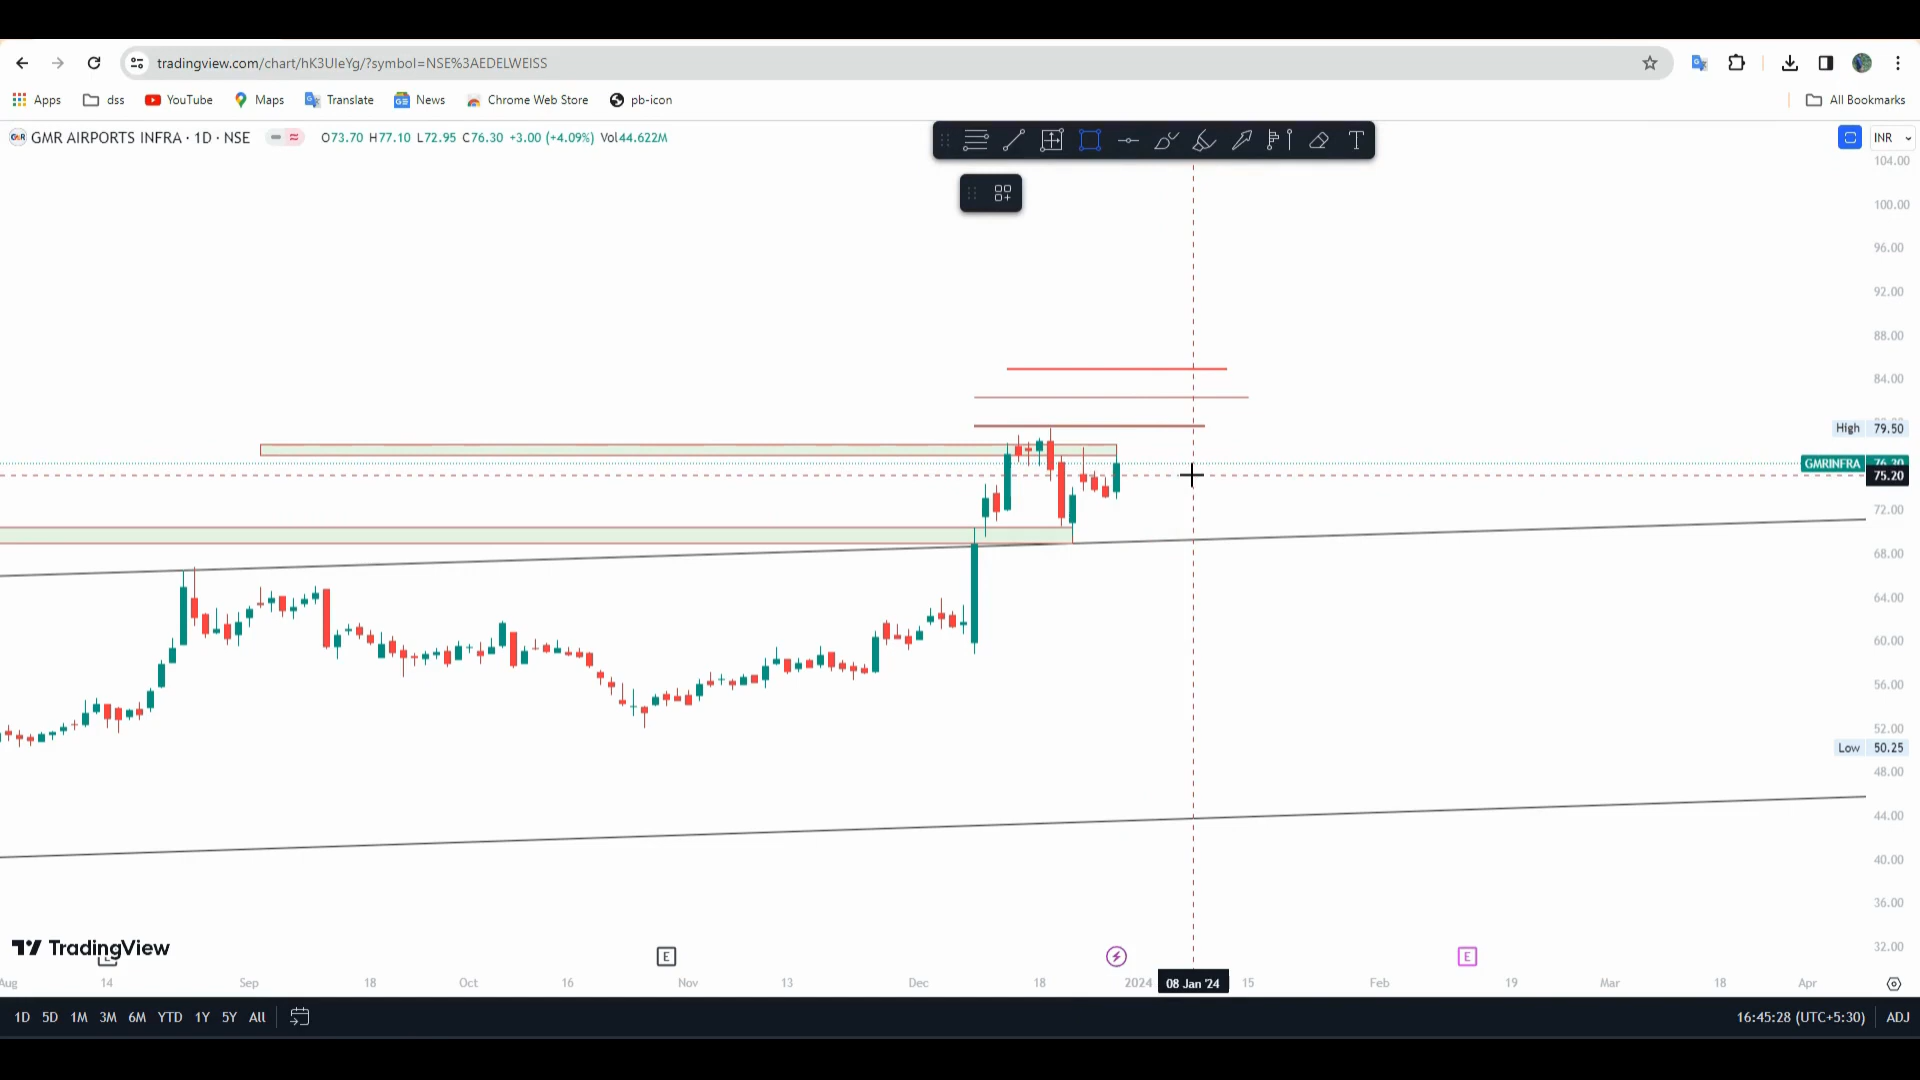 tradingview.com/chart/hK3UIeYg/?symbol=NSE%3AEDELWEISS
Apps dss YouTube Maps Translate News Chrome Web Store pb-icon All Bookmarks
GMR AIRPORTS INFRA · 1D · NSE O73.70 H77.10 L72.95 C76.30 +3.00 (+4.09%) Vol44.622M
INR
104.00
100.00
96.00
92.00
88.00
84.00
High 79.50
GMRINFRA 76.30
75.20
72.00
68.00
64.00
60.00
56.00
52.00
Low 50.25
48.00
44.00
40.00
36.00
32.00
TradingView
E E
Aug 14 Sep 18 Oct 16 Nov 13 Dec 18 2024 08 Jan '24 15 Feb 19 Mar 18 Apr
1D 5D 1M 3M 6M YTD 1Y 5Y All 16:45:28 (UTC+5:30) ADJ